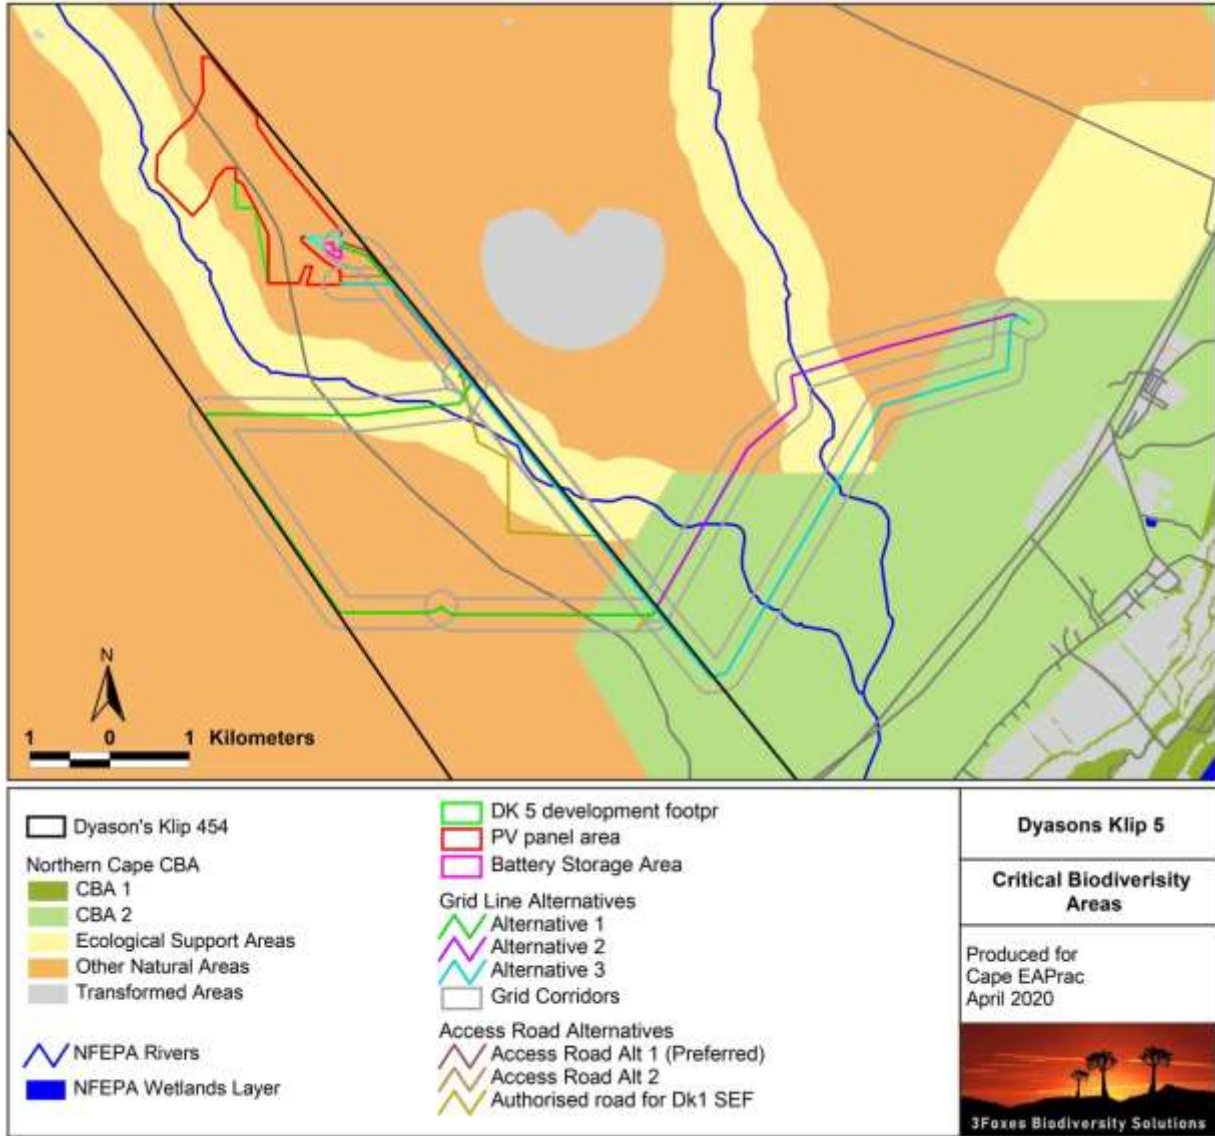 N
1 0 1 Kilometers
Dyason's Klip 454
Northern Cape CBA
CBA 1
CBA 2
Ecological Support Areas
Other Natural Areas
Transformed Areas
NFEPA Rivers
NFEPA Wetlands Layer
DK 5 development footpr
PV panel area
Battery Storage Area
Grid Line Alternatives
Alternative 1
Alternative 2
Alternative 3
Grid Corridors
Access Road Alternatives
Access Road Alt 1 (Preferred)
Access Road Alt 2
Authorised road for Dk1 SEF
Dyasons Klip 5
Critical Biodiverisity
Areas
Produced for
Cape EAPrac
April 2020
3Foxes Biodiversity Solutions